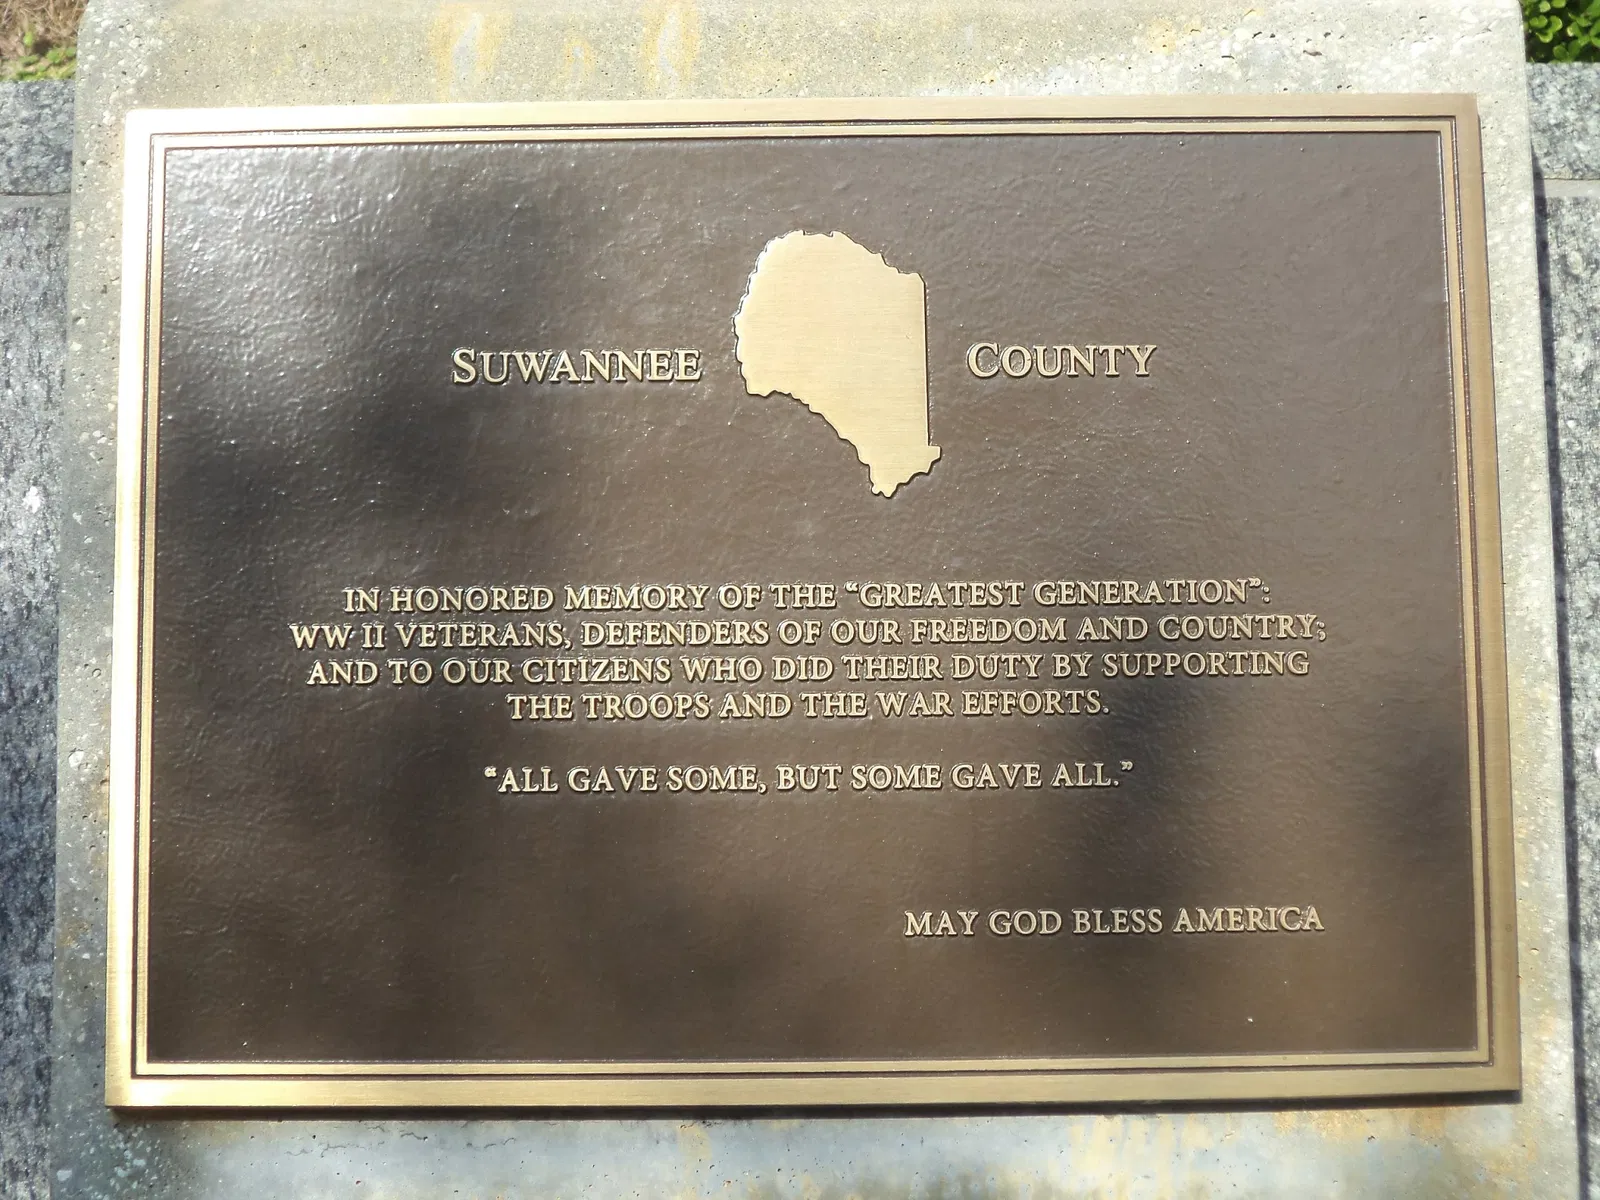 SUWANNEE COUNTY
IN HONORED MEMORY OF THE “GREATEST GENERATION”:
WW II VETERANS, DEFENDERS OF OUR FREEDOM AND COUNTRY;
AND TO OUR CITIZENS WHO DID THEIR DUTY BY SUPPORTING
THE TROOPS AND THE WAR EFFORTS.
“ALL GAVE SOME, BUT SOME GAVE ALL.”
MAY GOD BLESS AMERICA